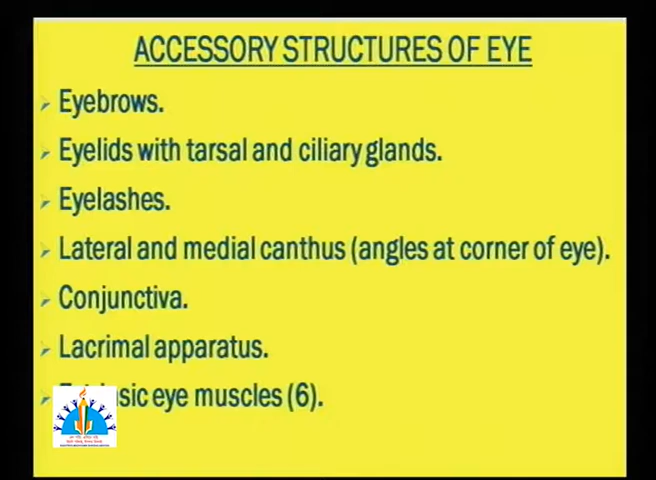 ACCESSORY STRUCTURES OF EYE
Eyebrows.
Eyelids with tarsal and ciliary glands.
Eyelashes.
Lateral and medial canthus (angles at corner of eye).
Conjunctiva.
Lacrimal apparatus.
eye muscles (6).